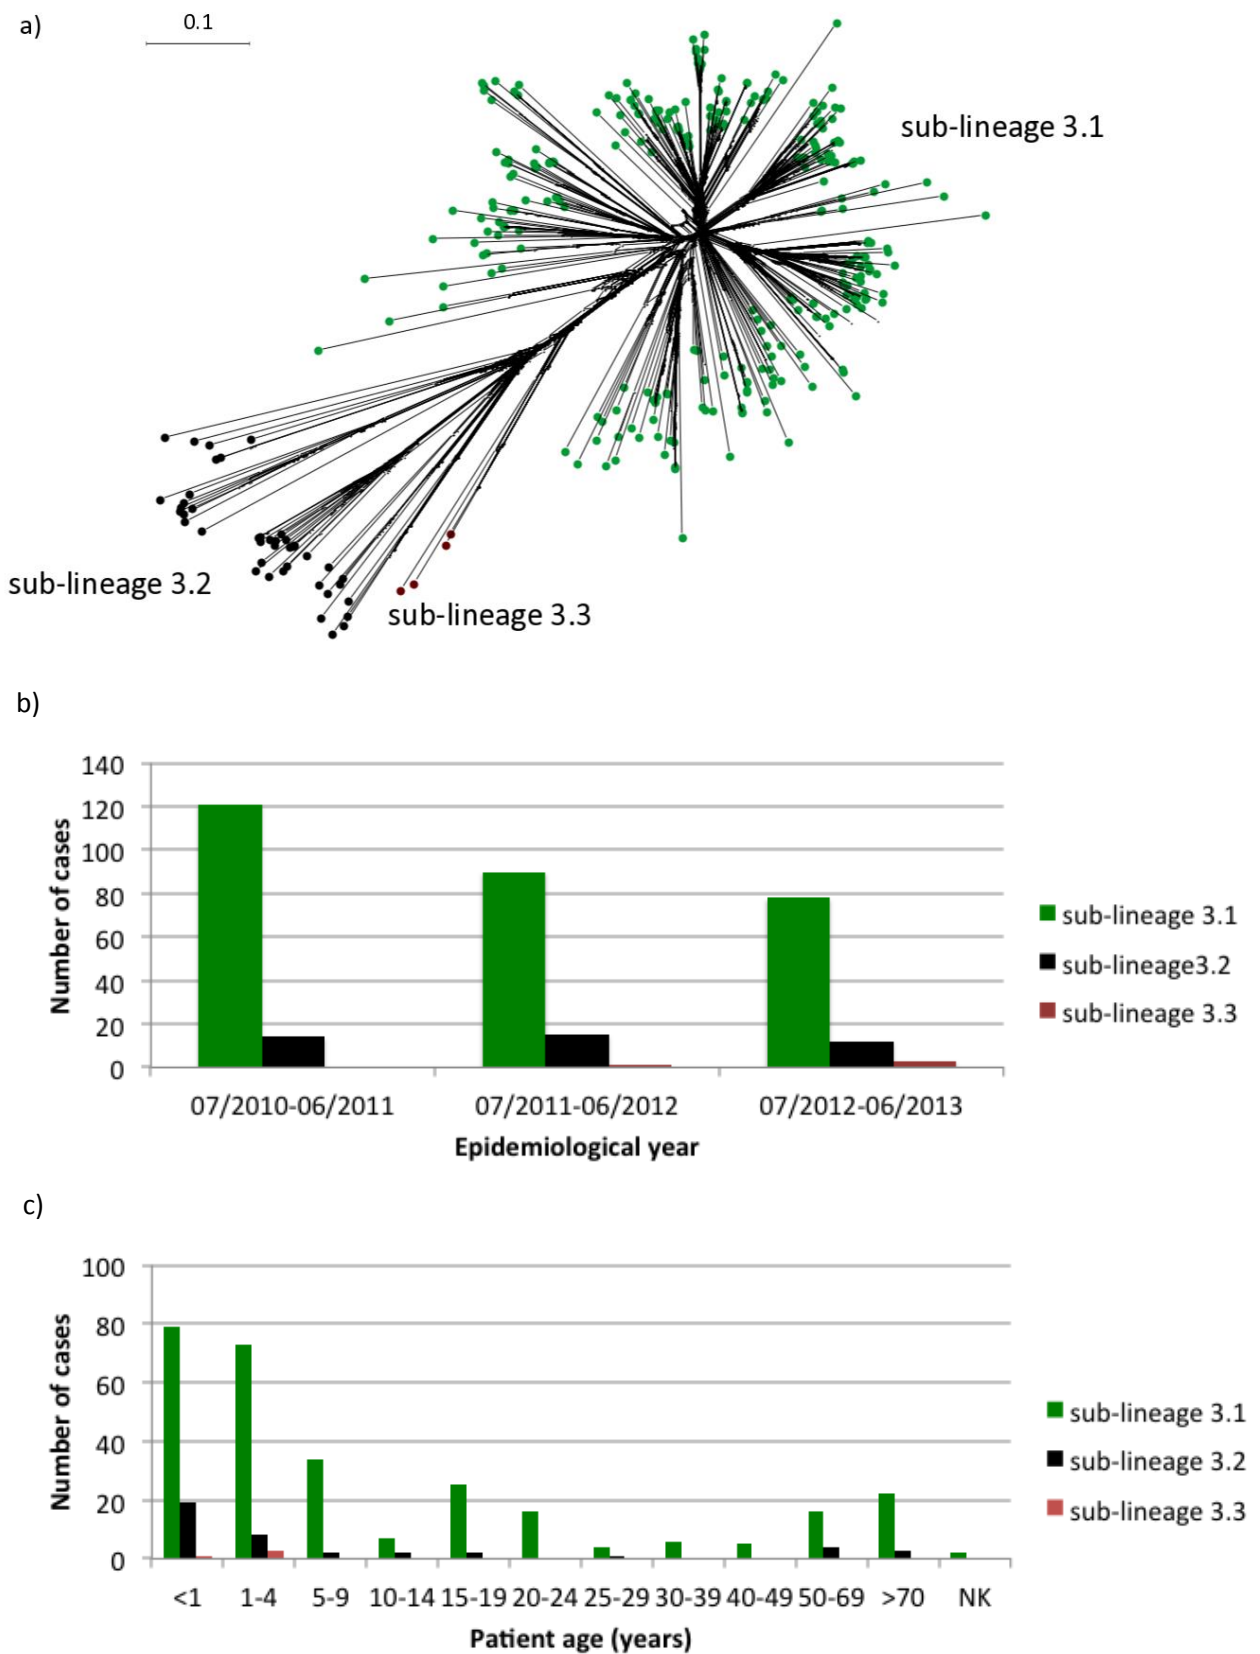 a)
0.1
sub-lineage 3.1
sub-lineage 3.2
sub-lineage 3.3
b)
140
120
100
80
60
40
20
0
Number of cases
07/2010-06/2011 07/2011-06/2012 07/2012-06/2013
Epidemiological year
sub-lineage 3.1
sub-lineage3.2
sub-lineage 3.3
c)
100
80
60
40
20
0
Number of cases
<1 1-4 5-9 10-14 15-19 20-24 25-29 30-39 40-49 50-69 >70 NK
Patient age (years)
sub-lineage 3.1
sub-lineage 3.2
sub-lineage 3.3